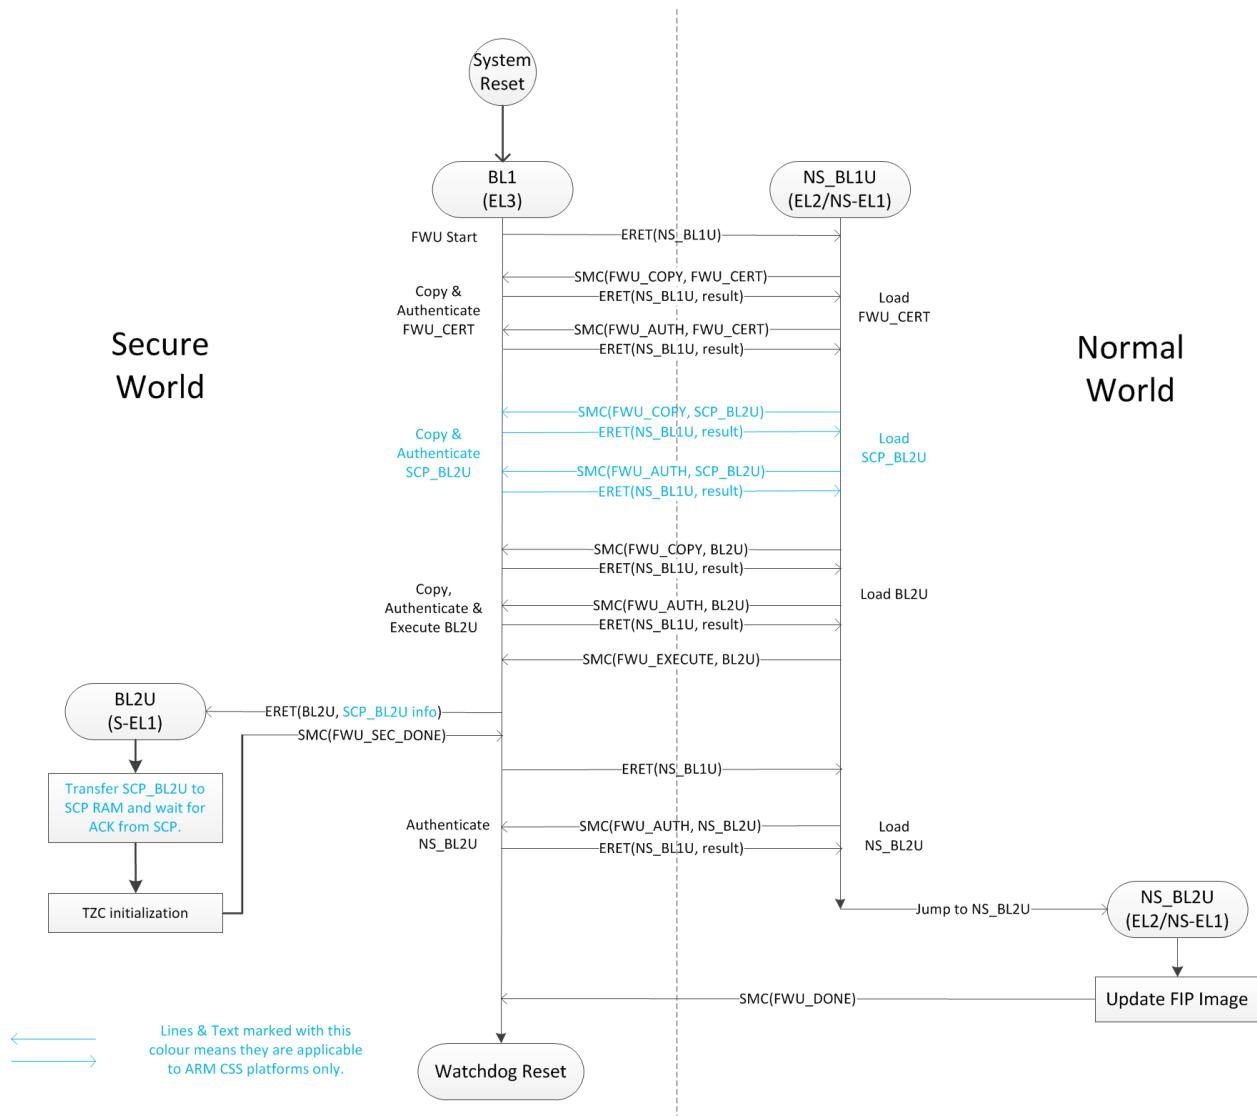 System
Reset
BL1
(EL3)
NS_BL1U
(EL2/NS-EL1)
FWU Start
ERET(NS_BL1U)
SMC(FWU_COPY, FWU_CERT)
ERET(NS_BL1U, result)
Copy &
Authenticate
FWU_CERT
Load
FWU_CERT
SMC(FWU_AUTH, FWU_CERT)
ERET(NS_BL1U, result)
Secure
World
Normal
World
SMC(FWU_COPY, SCP_BL2U)
ERET(NS_BL1U, result)
Copy &
Authenticate
SCP_BL2U
Load
SCP_BL2U
SMC(FWU_AUTH, SCP_BL2U)
ERET(NS_BL1U, result)
SMC(FWU_COPY, BL2U)
ERET(NS_BL1U, result)
Copy,
Authenticate &
Execute BL2U
Load BL2U
SMC(FWU_AUTH, BL2U)
ERET(NS_BL1U, result)
SMC(FWU_EXECUTE, BL2U)
BL2U
(S-EL1)
ERET(BL2U, SCP_BL2U info)
SMC(FWU_SEC_DONE)
ERET(NS_BL1U)
Transfer SCP_BL2U to
SCP RAM and wait for
ACK from SCP.
Authenticate
NS_BL2U
SMC(FWU_AUTH, NS_BL2U)
ERET(NS_BL1U, result)
Load
NS_BL2U
TZC initialization
Jump to NS_BL2U
NS_BL2U
(EL2/NS-EL1)
SMC(FWU_DONE)
Update FIP Image
Lines & Text marked with this
colour means they are applicable
to ARM CSS platforms only.
Watchdog Reset